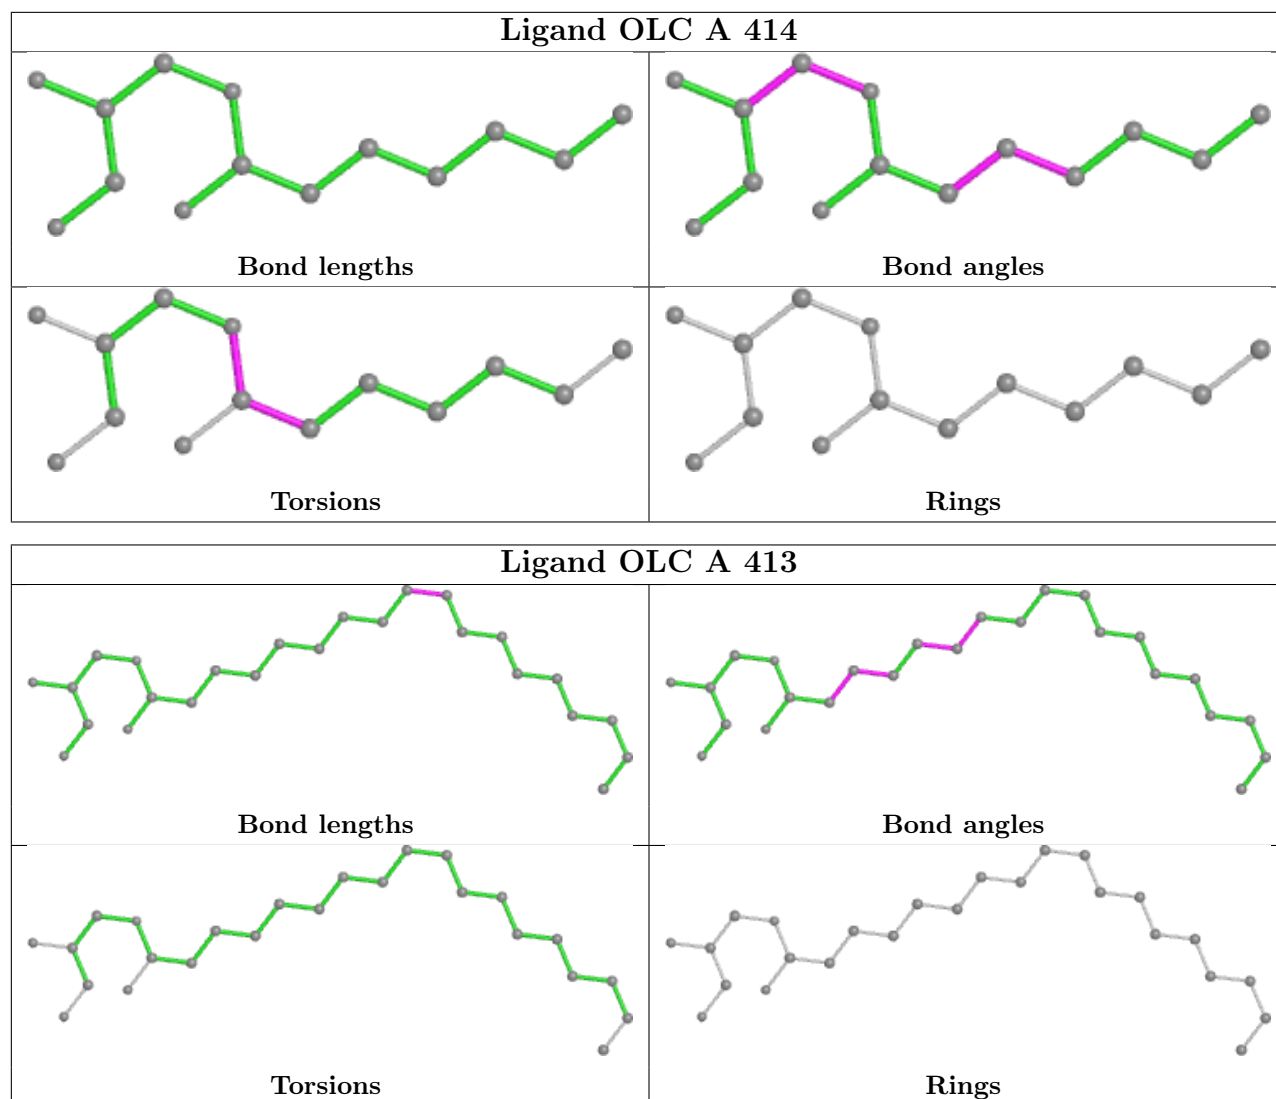 Ligand OLC A 414
Bond lengths
Bond angles
Torsions
Rings
Ligand OLC A 413
Bond lengths
Bond angles
Torsions
Rings